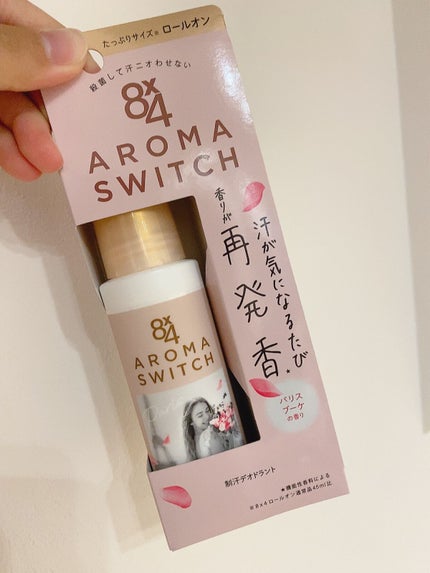 たっぷりサイズ※ ロールオン
殺菌して汗ニオわせない
8x4
AROMA
SWITCH
汗が気になるたび
香りが
再発香★
パリス
ブーケ
の香り
8x4
AROMA
SWITCH
制汗デオドラント
★機能性香料による
※8x4ロールオン通常品45ml比